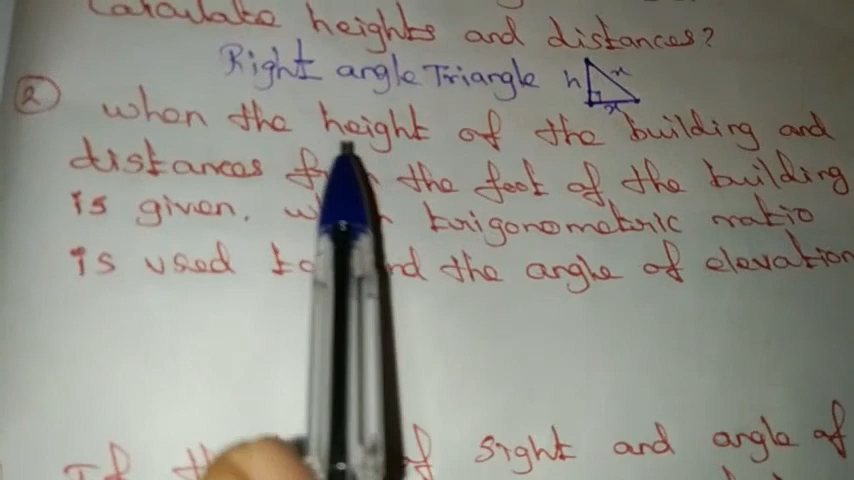 Calculate heights and distances?
Right angle Triangle h x x
2 when the height of the building and
distances the foot of the building
is given. trigonometric ratio
is used the angle of elevation
of sight and angle of